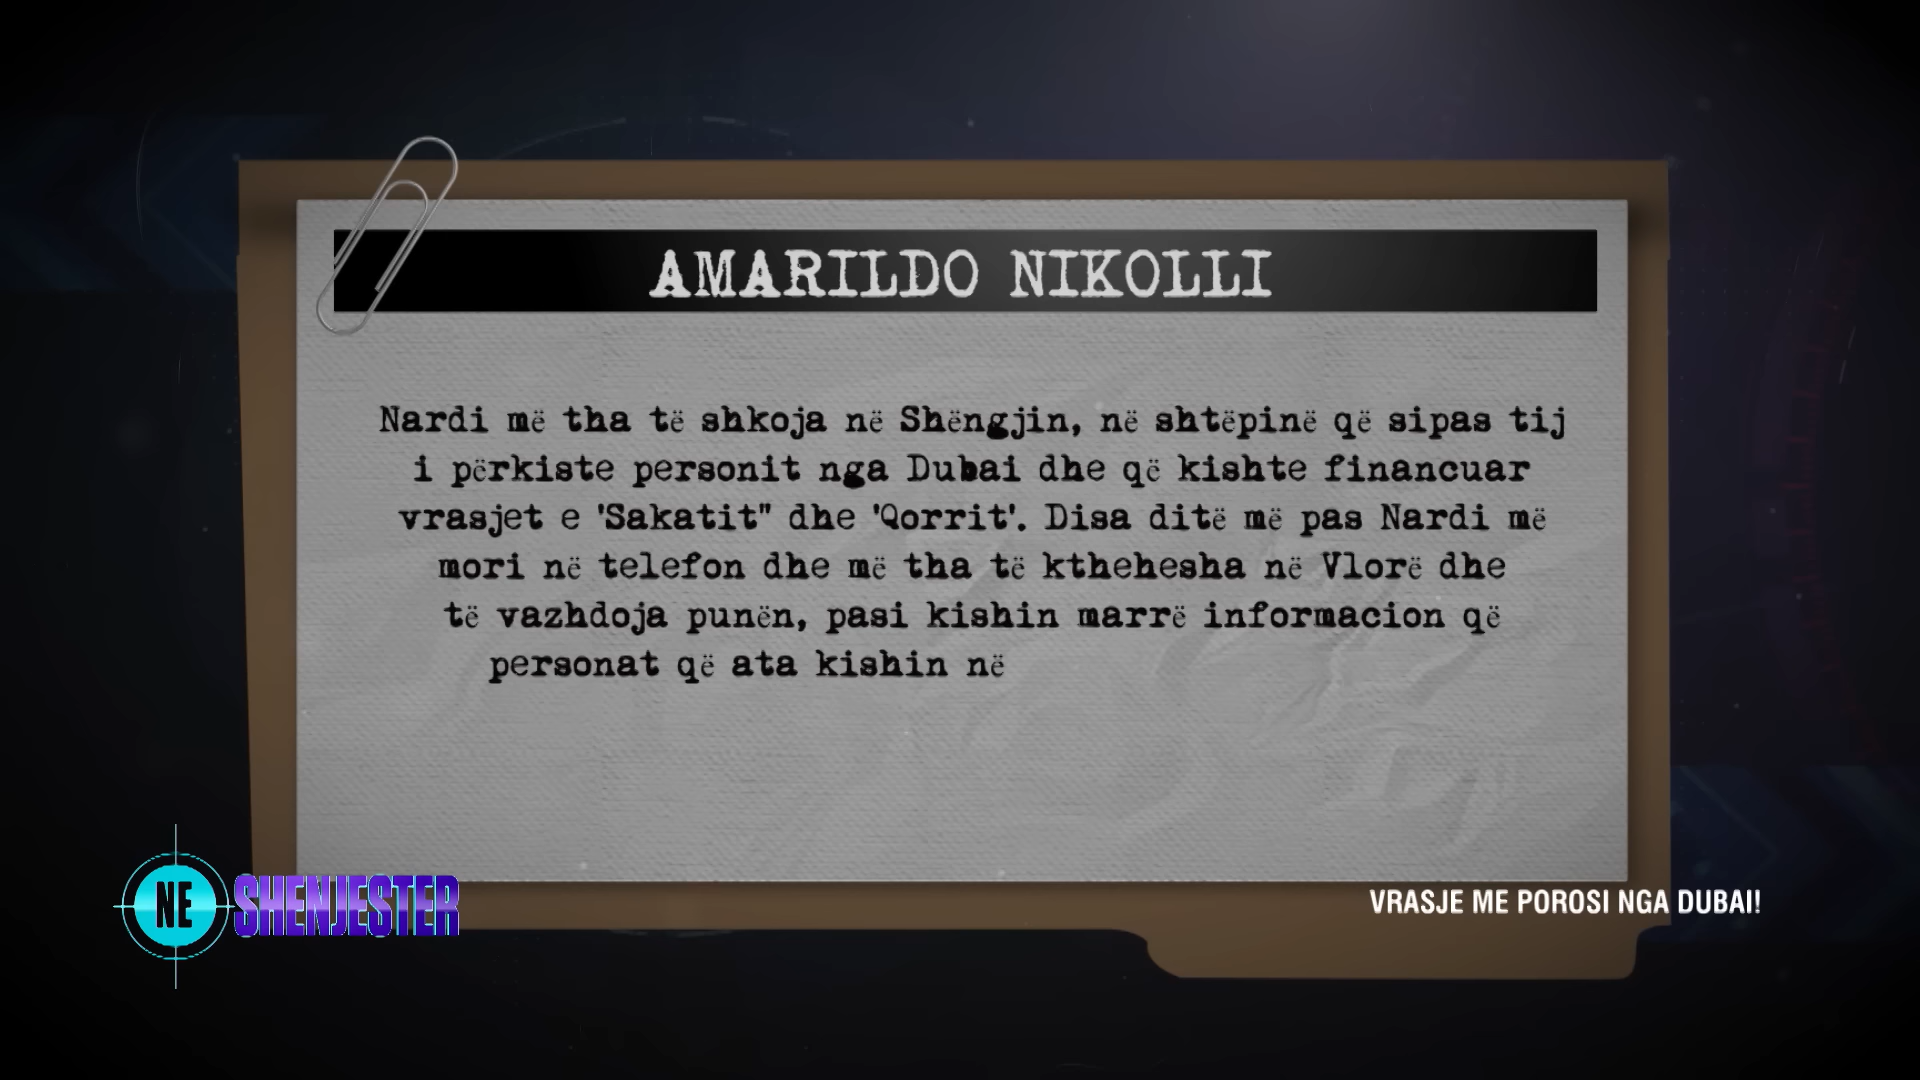 AMARILDO NIKOLLI
Nardi më tha të shkoja në Shëngjin, në shtëpinë që sipas tij
i përkiste personit nga Dubai dhe që kishte financuar
vrasjet e 'Sakatit" dhe 'Qorrit'. Disa ditë më pas Nardi më
mori në telefon dhe më tha të kthehesha në Vlorë dhe
të vazhdoja punën, pasi kishin marrë informacion që
personat që ata kishin në
NE SHENJESTER
VRASJE ME POROSI NGA DUBAI!